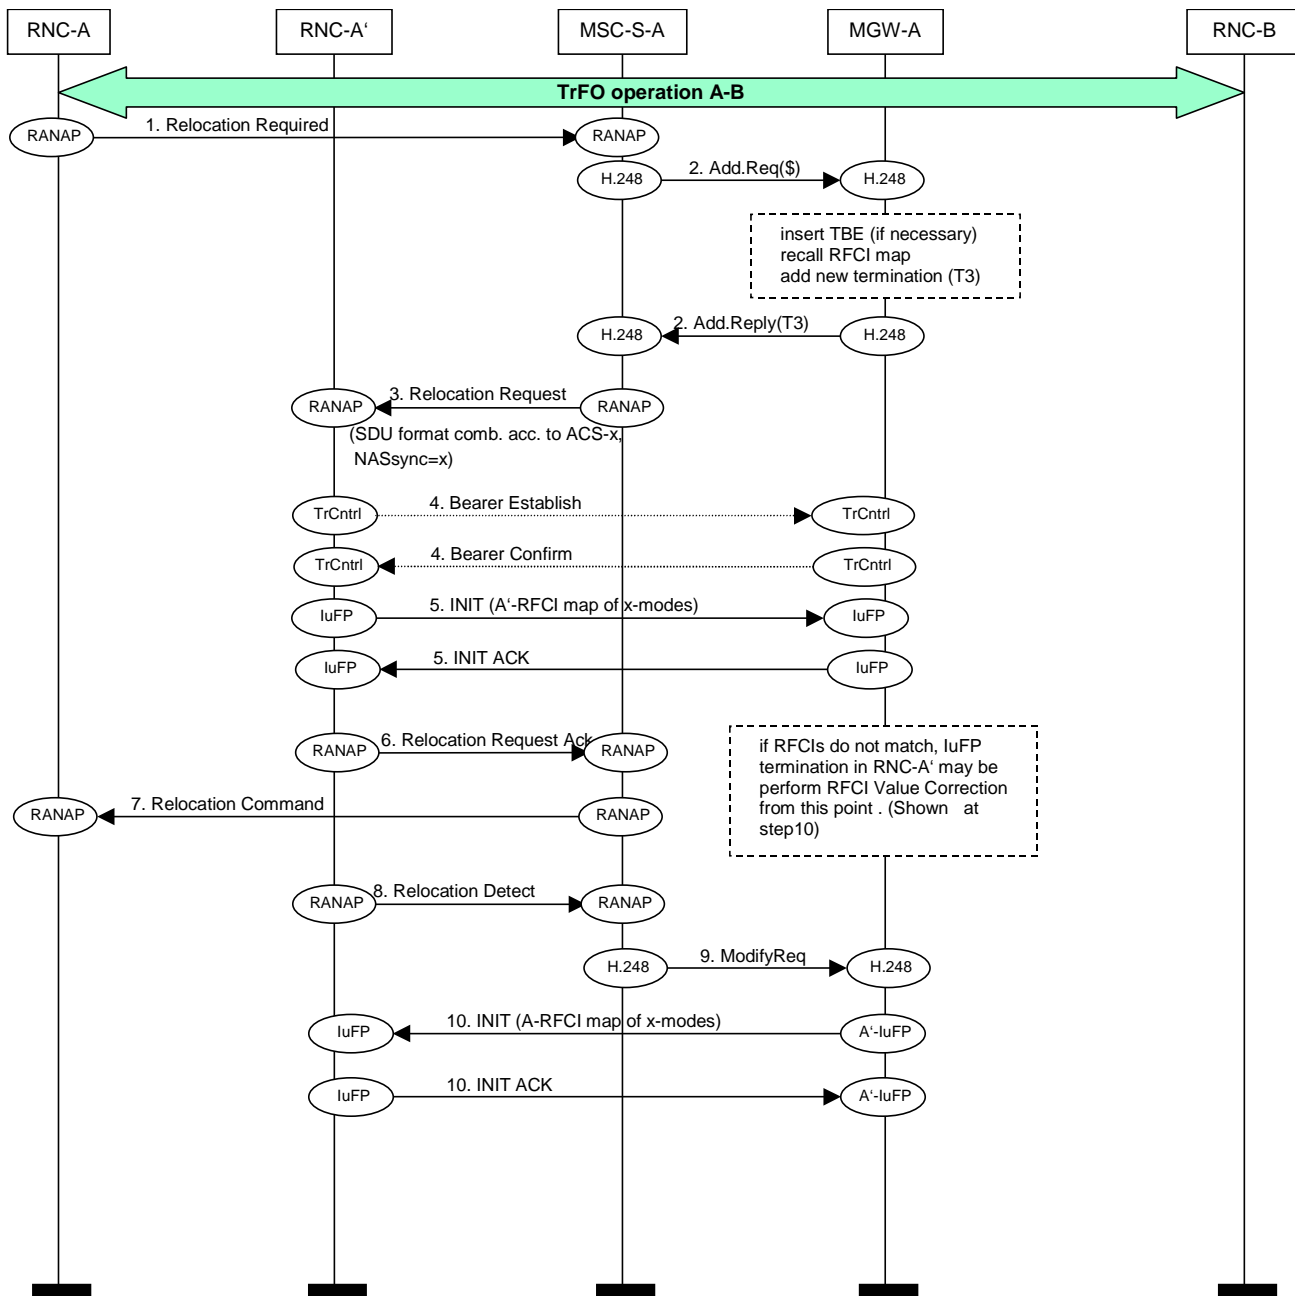 RNC-A
RNC-A‘
MSC-S-A
MGW-A
RNC-B
TrFO operation A-B
1. Relocation Required
RANAP
RANAP
H.248
2. Add.Req($)
H.248
insert TBE (if necessary)
recall RFCI map
add new termination (T3)
H.248
2. Add.Reply(T3)
H.248
3. Relocation Request
RANAP
RANAP
(SDU format comb. acc. to ACS-x,
NASsync=x)
TrCntrl
4. Bearer Establish
TrCntrl
TrCntrl
4. Bearer Confirm
TrCntrl
IuFP
5. INIT (A‘-RFCI map of x-modes)
IuFP
IuFP
5. INIT ACK
IuFP
RANAP
6. Relocation Request Ack
RANAP
if RFCIs do not match, IuFP
termination in RNC-A‘ may be
perform RFCI Value Correction
from this point . (Shown at
step10)
RANAP
7. Relocation Command
RANAP
RANAP
8. Relocation Detect
RANAP
H.248
9. ModifyReq
H.248
IuFP
10. INIT (A-RFCI map of x-modes)
A‘-IuFP
IuFP
10. INIT ACK
A‘-IuFP